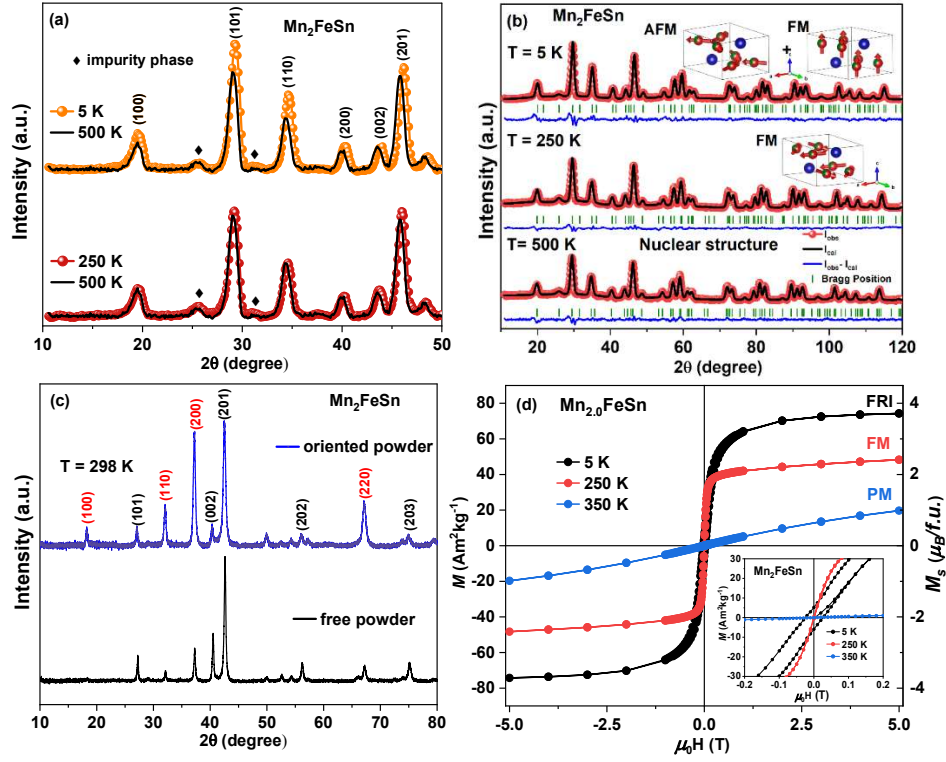 (a)
Mn2FeSn
♦ impurity phase
(100)
(101)
(110)
(200)
(002)
(201)
5 K
500 K
250 K
500 K
Intensity (a.u.)
10 20 30 40 50
2θ (degree)
(b)
Mn2FeSn
T = 5 K
AFM
+
FM
T = 250 K
FM
T= 500 K
Nuclear structure
Iobs
Ical
Iobs- Ical
Bragg Position
Intensity (a.u.)
20 40 60 80 100 120
2θ (degree)
(c)
Mn2FeSn
oriented powder
T = 298 K
(100)
(101)
(110)
(200)
(002)
(201)
(202)
(220)
(203)
free powder
Intensity (a.u.)
10 20 30 40 50 60 70 80
2θ (degree)
(d)
Mn2.0FeSn
FRI
FM
PM
5 K
250 K
350 K
M (Am2kg-1)
80
60
40
20
0
-20
-40
-60
-80
Ms (μB/f.u.)
4
2
0
-2
-4
-5.0 -2.5 0.0 2.5 5.0
μ0H (T)
Mn2FeSn
5 K
250 K
350 K
M (Am2kg-1)
30
20
10
0
-10
-20
-30
-0.2 -0.1 0.0 0.1 0.2
μ0H (T)